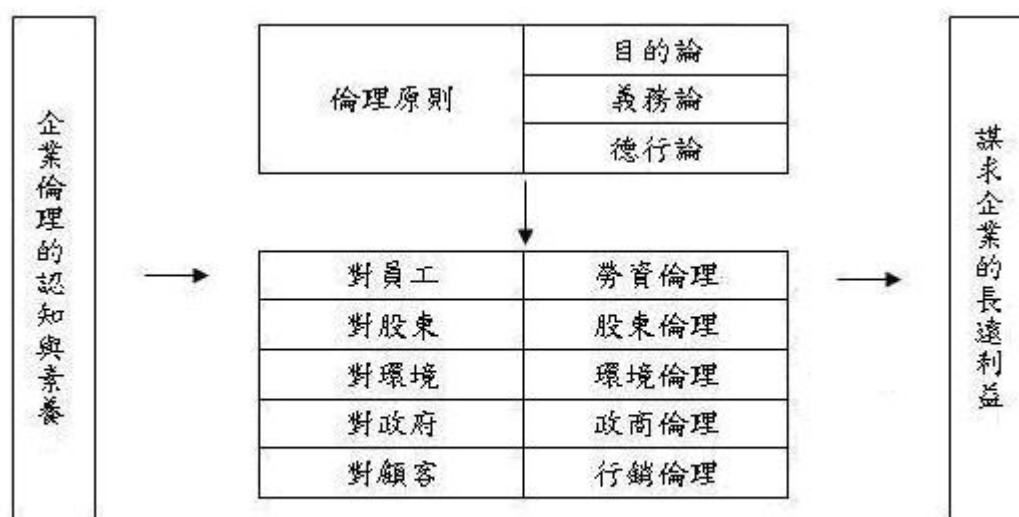 企業倫理的認知與素養
倫理原則
目的論
義務論
德行論
對員工 勞資倫理
對股東 股東倫理
對環境 環境倫理
對政府 政商倫理
對顧客 行銷倫理
謀求企業的長遠利益